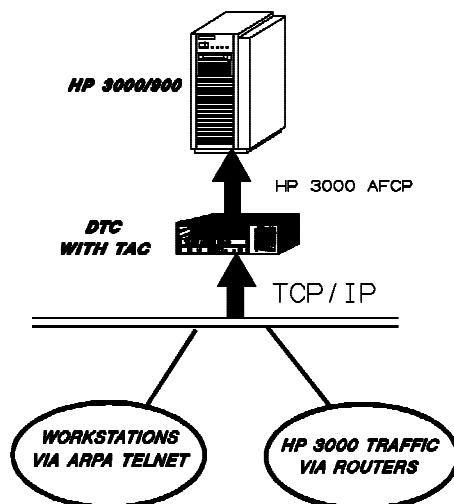 HP 3000/900
HP 3000 AFCP
DTC
WITH TAC
TCP/IP
WORKSTATIONS
VIA ARPA TELNET
HP 3000 TRAFFIC
VIA ROUTERS